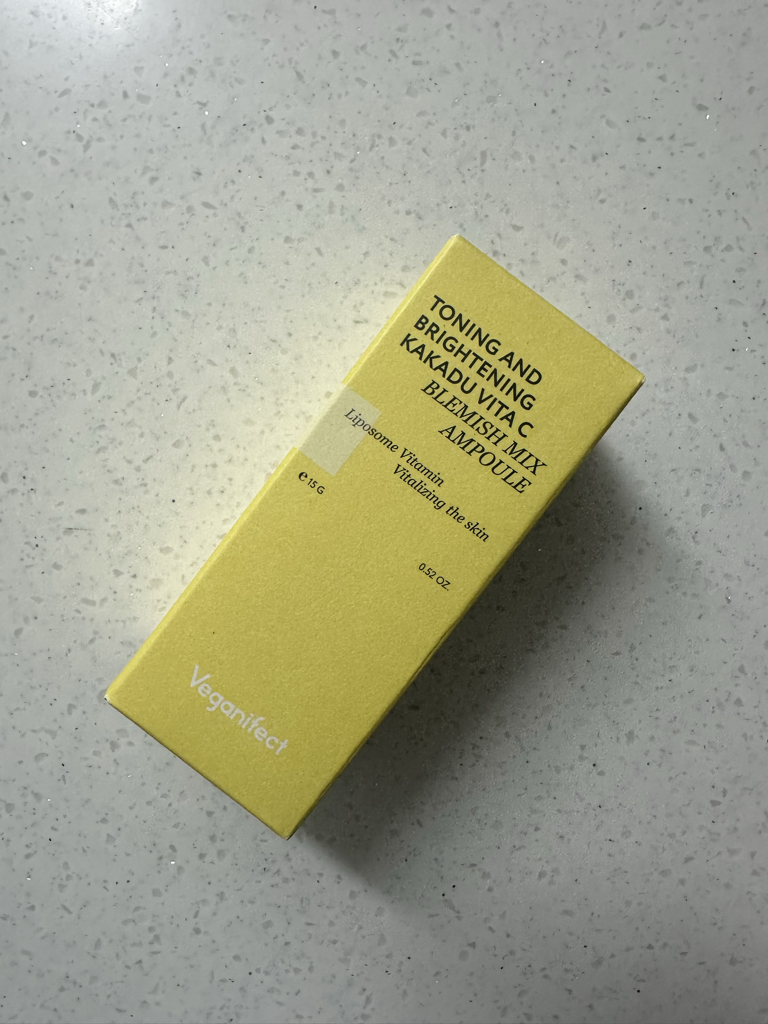 TONING AND
BRIGHTENING
KAKADU VITA C
BLEMISH MIX
AMPOULE
Liposome Vitamin
Vitalizing the skin
℮ 15 G
0.52 OZ.
Veganifect